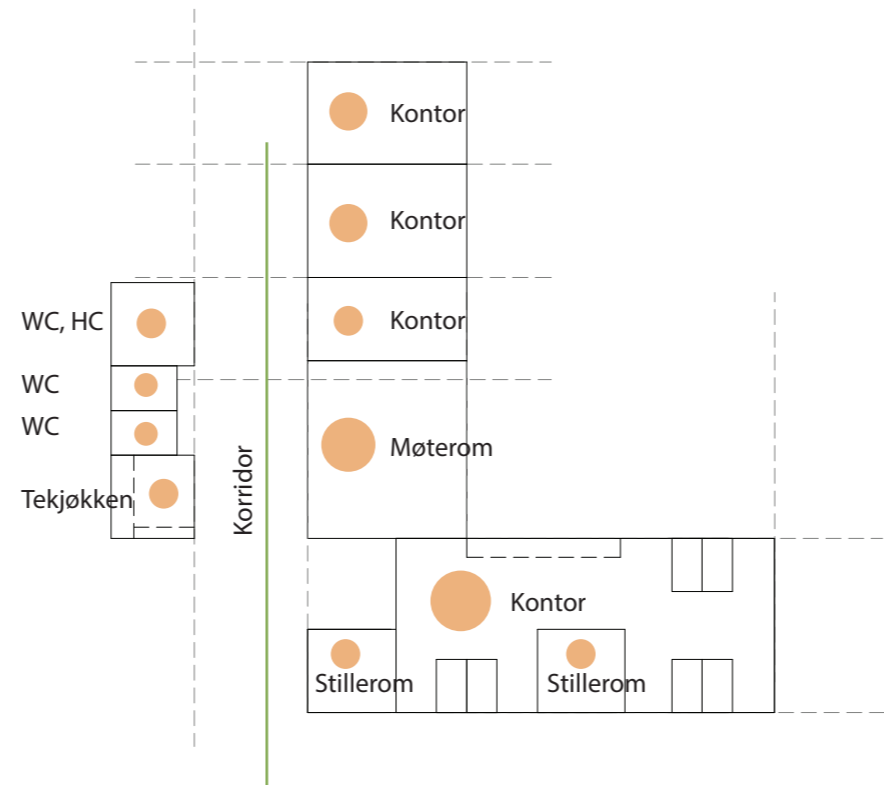 Kontor
Kontor
WC, HC
Kontor
WC
WC
Møterom
Korridor
Tekjøkken
Kontor
Stillerom
Stillerom